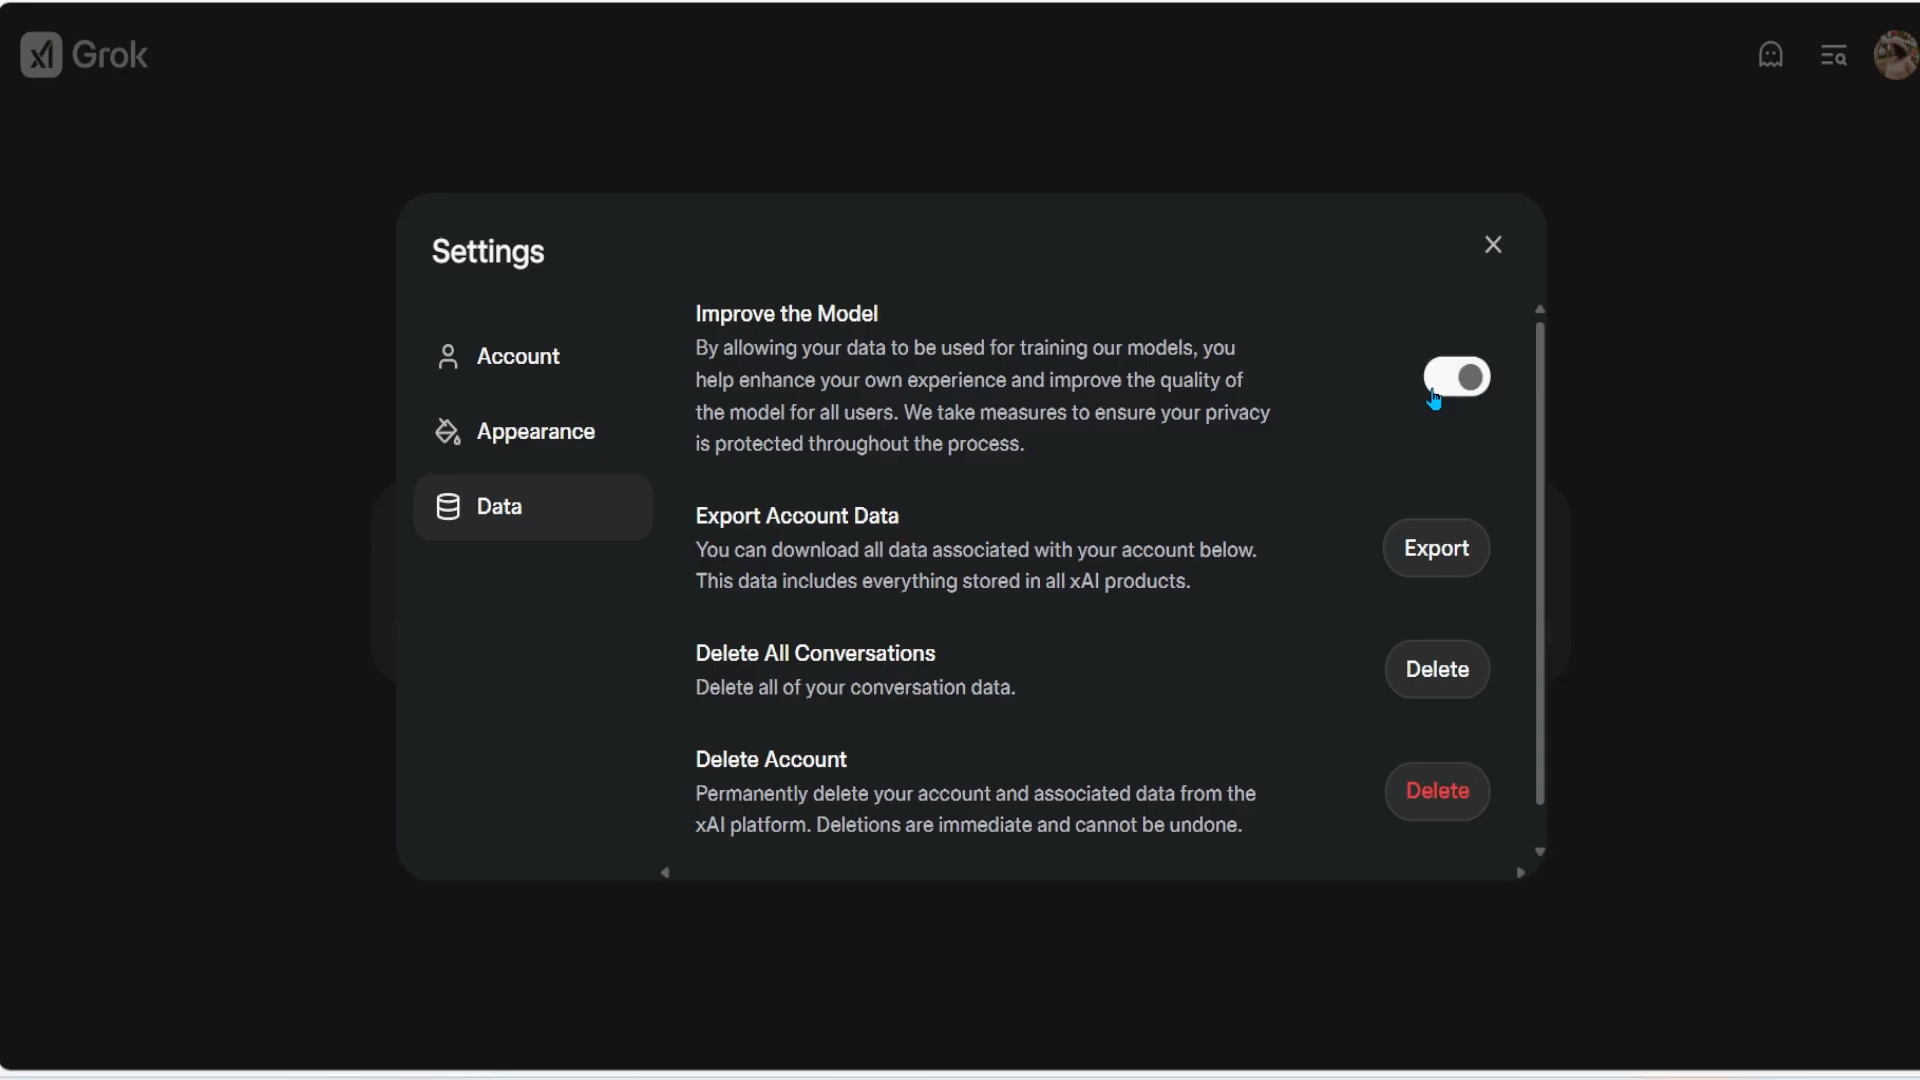 Grok
Settings
Account
Appearance
Data
Improve the Model
By allowing your data to be used for training our models, you
help enhance your own experience and improve the quality of
the model for all users. We take measures to ensure your privacy
is protected throughout the process.
Export Account Data
You can download all data associated with your account below.
This data includes everything stored in all xAI products.
Export
Delete All Conversations
Delete all of your conversation data.
Delete
Delete Account
Permanently delete your account and associated data from the
xAI platform. Deletions are immediate and cannot be undone.
Delete